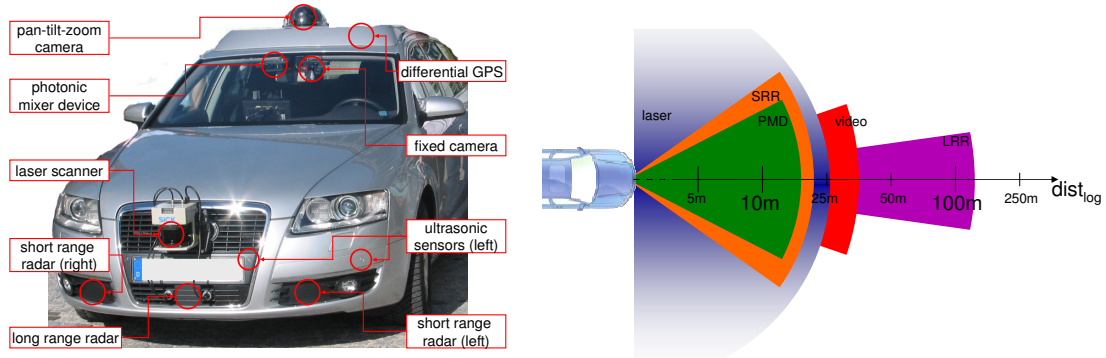 pan-tilt-zoom
camera
photonic
mixer device
laser scanner
short range
radar (right)
long range radar
differential GPS
fixed camera
ultrasonic
sensors (left)
short range
radar (left)
SICK
D
laser
SRR
PMD
video
LRR
5m
10m
25m
50m
100m
250m
dist_log